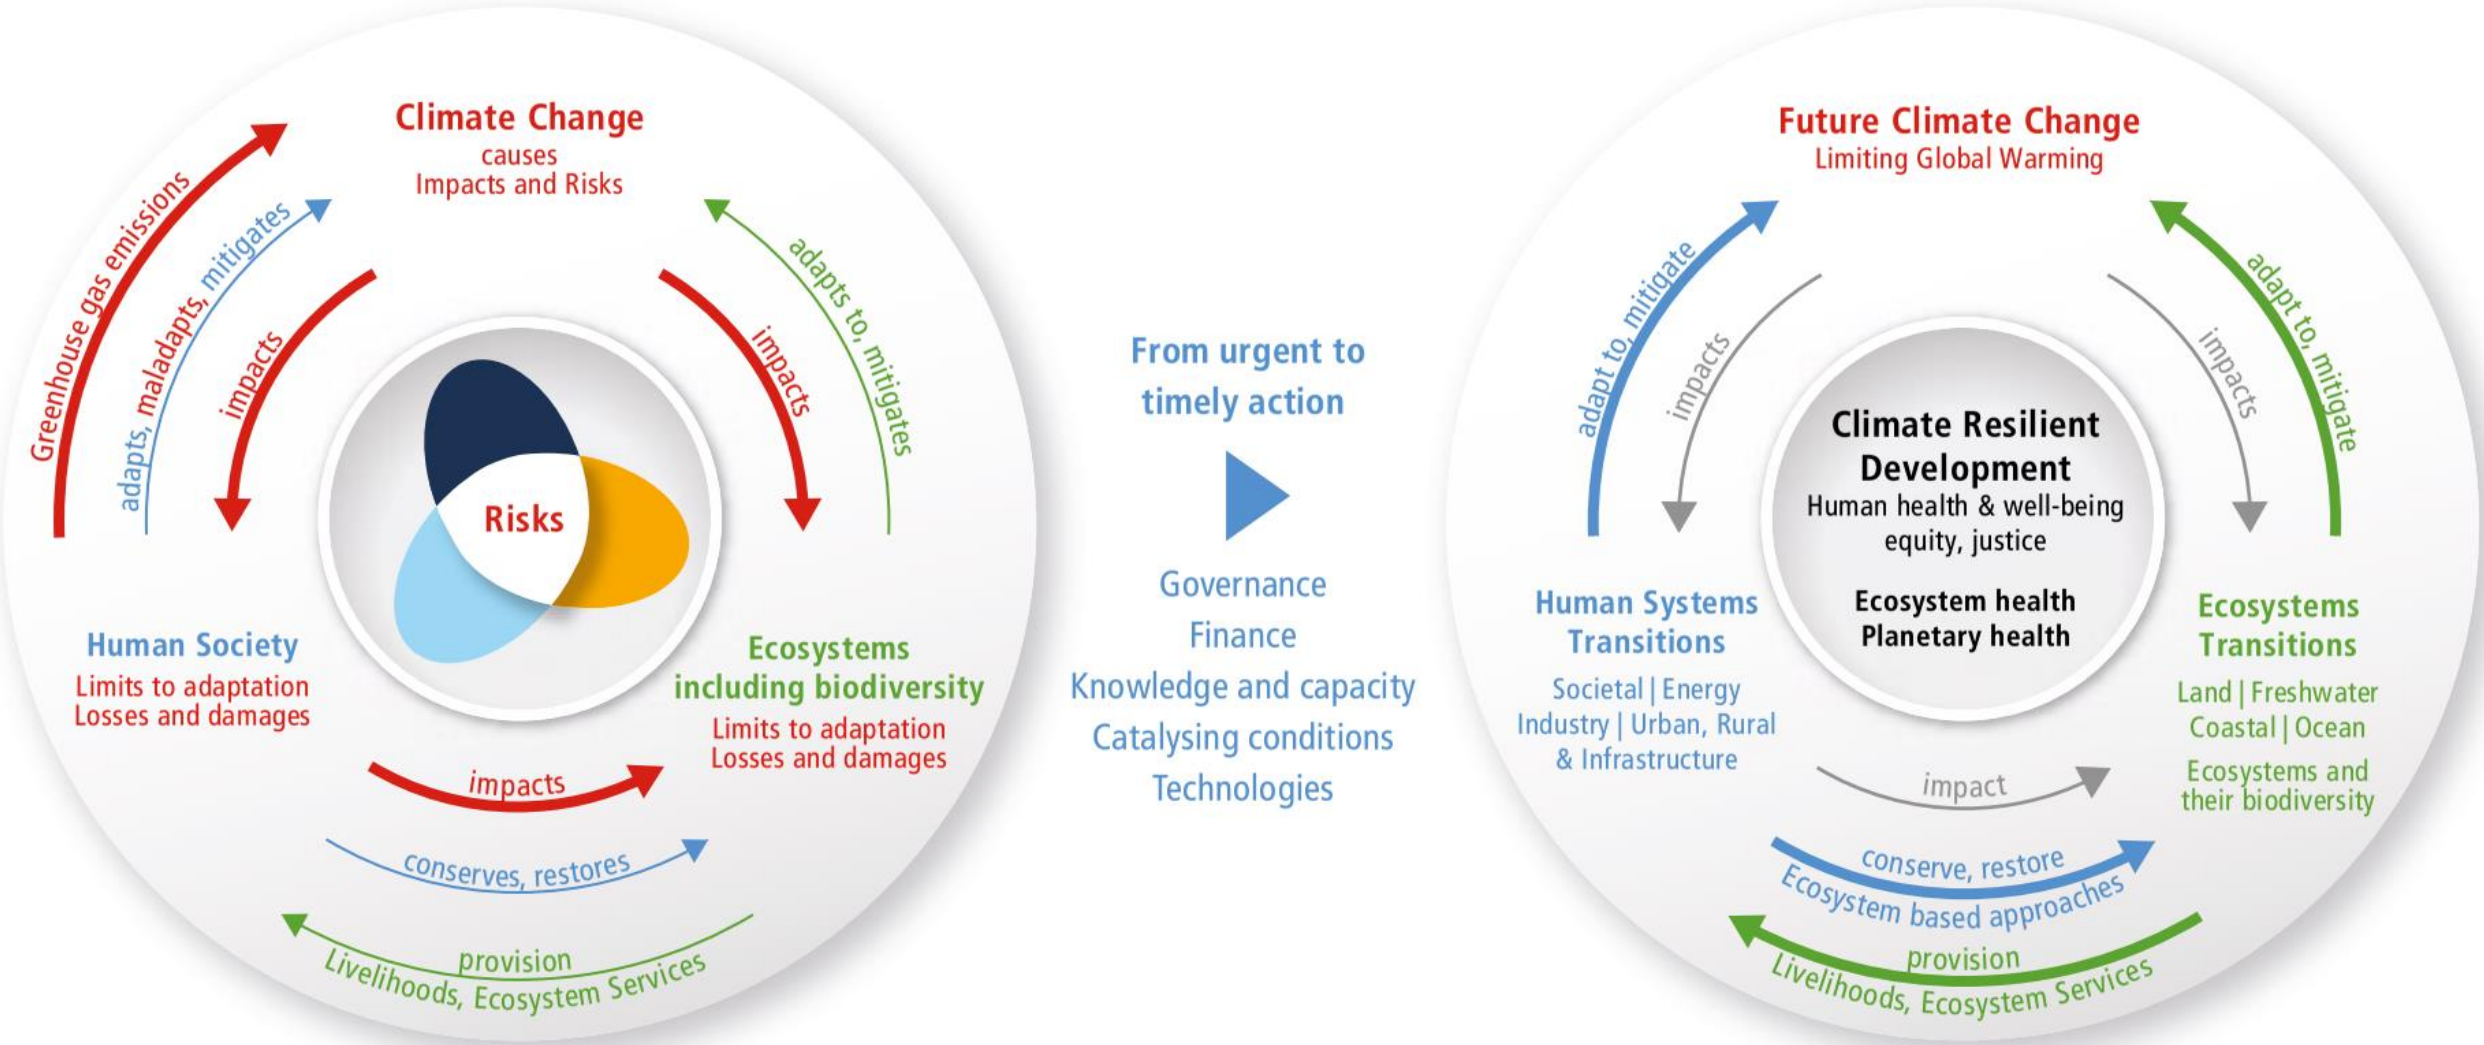 Climate Change
causes
Impacts and Risks
Greenhouse gas emissions
adapts, maladapts, mitigates
impacts
impacts
adapts to, mitigates
Risks
Human Society
Limits to adaptation
Losses and damages
Ecosystems
including biodiversity
Limits to adaptation
Losses and damages
impacts
conserves, restores
provision
Livelihoods, Ecosystem Services
From urgent to
timely action
Governance
Finance
Knowledge and capacity
Catalysing conditions
Technologies
Future Climate Change
Limiting Global Warming
adapt to, mitigate
impacts
impacts
adapt to, mitigate
Climate Resilient
Development
Human health & well-being
equity, justice
Ecosystem health
Planetary health
Human Systems
Transitions
Societal | Energy
Industry | Urban, Rural
& Infrastructure
Ecosystems
Transitions
Land | Freshwater
Coastal | Ocean
Ecosystems and
their biodiversity
impact
conserve, restore
Ecosystem based approaches
provision
Livelihoods, Ecosystem Services